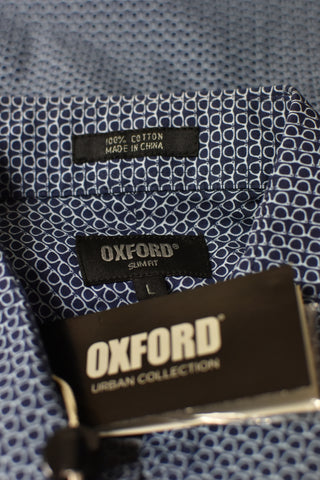 100% COTTON
MADE IN CHINA
OXFORD®
SLIM FIT
L
OXFORD®
URBAN COLLECTION